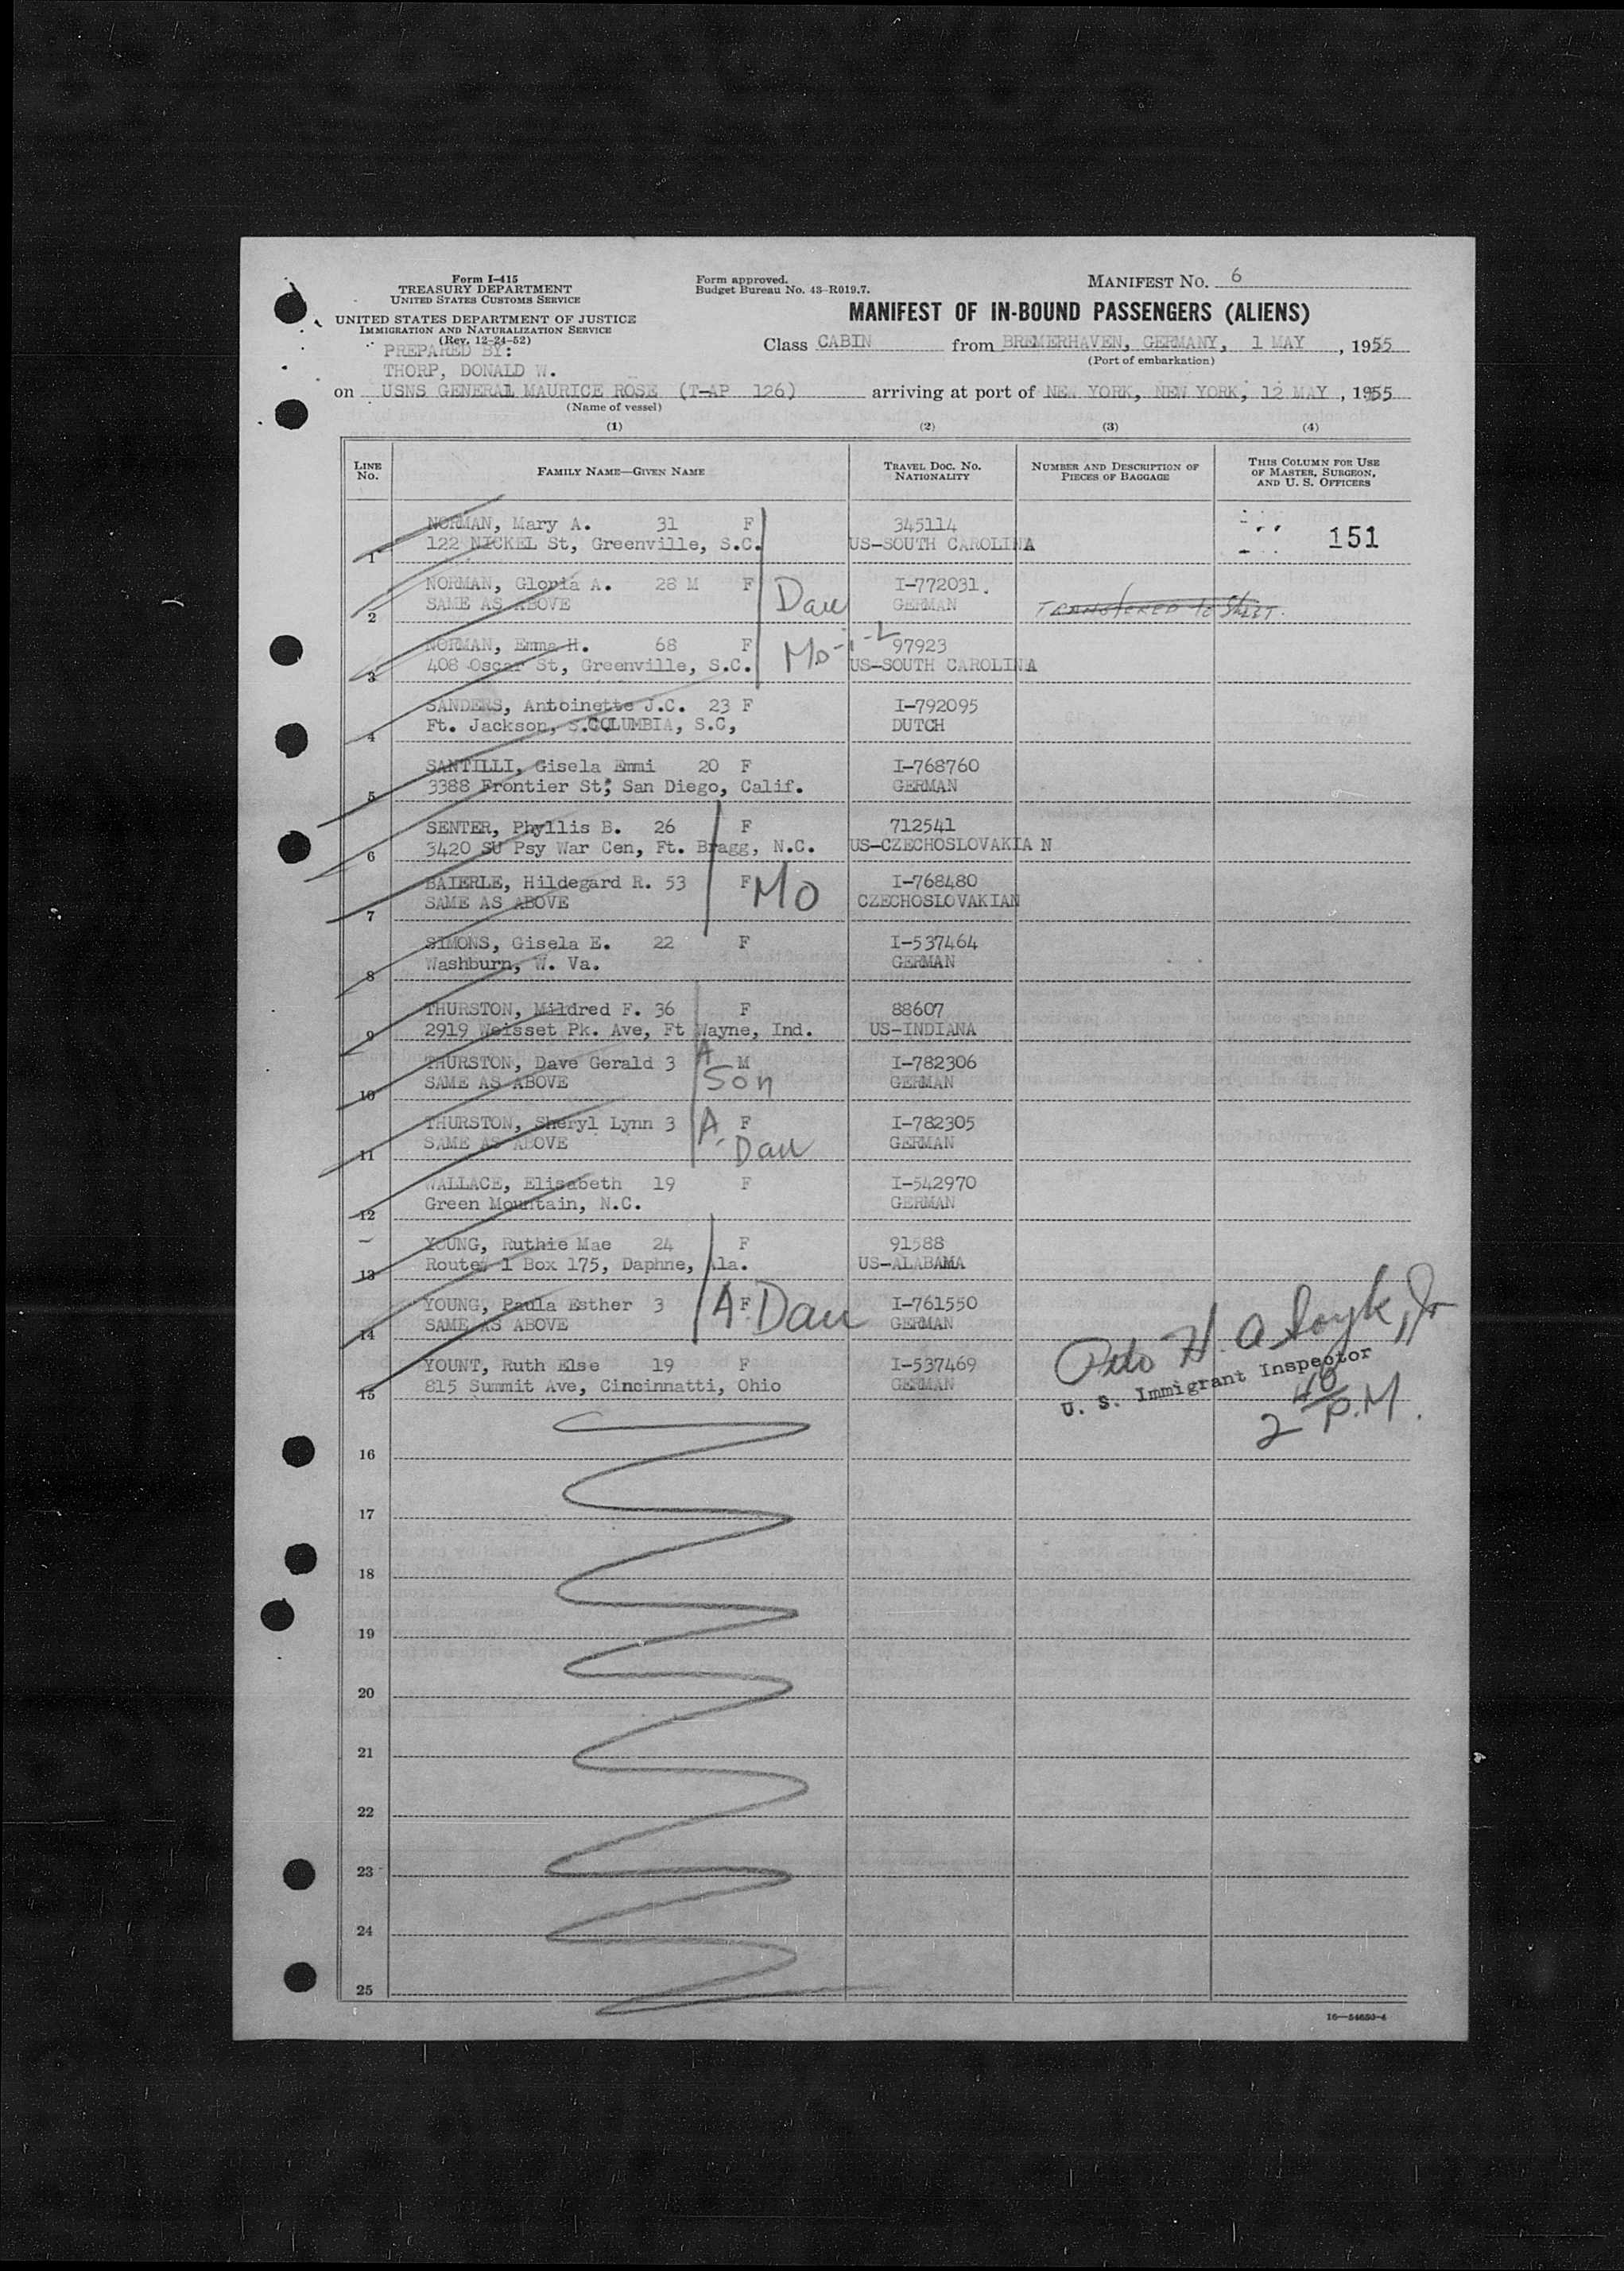 Form I-415
TREASURY DEPARTMENT
UNITED STATES CUSTOMS SERVICE
UNITED STATES DEPARTMENT OF JUSTICE
IMMIGRATION AND NATURALIZATION SERVICE
(Rev. 12-24-52)
Form approved.
Budget Bureau No. 43-R019.7.
MANIFEST No. 6
MANIFEST OF IN-BOUND PASSENGERS (ALIENS)
PREPARED BY:
THORP, DONALD W.
Class CABIN from BREMERHAVEN, GERMANY, 1 MAY, 1955
(Port of embarkation)
on USNS GENERAL MAURICE ROSE (T-AP 126) arriving at port of NEW YORK, NEW YORK, 12 MAY, 1955
(Name of vessel)
(1) (2) (3) (4)
LINE No. FAMILY NAME—GIVEN NAME TRAVEL DOC. No. NATIONALITY NUMBER AND DESCRIPTION OF PIECES OF BAGGAGE THIS COLUMN FOR USE OF MASTER, SURGEON, AND U. S. OFFICERS
NORMAN, Mary A. 31 F 345114
1 122 NICKEL St, Greenville, S.C. US-SOUTH CAROLINA 151
NORMAN, Gloria A. 28 M F I-772031.
2 SAME AS ABOVE Dau GERMAN TRANSFERED to SHEET.
NORMAN, Emma H. 68 F Mo-i-L 97923
3 408 Oscar St, Greenville, S.C. US-SOUTH CAROLINA
SANDERS, Antoinette J.C. 23 F I-792095
4 Ft. Jackson, S.COLUMBIA, S.C, DUTCH
SANTILLI, Gisela Emmi 20 F I-768760
5 3388 Frontier St; San Diego, Calif. GERMAN
SENTER, Phyllis B. 26 F 712541
6 3420 SU Psy War Cen, Ft. Bragg, N.C. US-CZECHOSLOVAKIA N
BAIERLE, Hildegard R. 53 F Mo I-768480
7 SAME AS ABOVE CZECHOSLOVAKIAN
SIMONS, Gisela E. 22 F I-537464
8 Washburn, W. Va. GERMAN
THURSTON, Mildred F. 36 F 88607
9 2919 Weisset Pk. Ave, Ft Wayne, Ind. US-INDIANA
THURSTON, Dave Gerald 3 A M I-782306
10 SAME AS ABOVE Son GERMAN
THURSTON, Sheryl Lynn 3 A. F I-782305
11 SAME AS ABOVE Dau GERMAN
WALLACE, Elisabeth 19 F I-542970
12 Green Mountain, N.C. GERMAN
YOUNG, Ruthie Mae 24 F 91588
13 Route, 1 Box 175, Daphne, Ala. US-ALABAMA
YOUNG, Paula Esther 3 A. F Dau I-761550
14 SAME AS ABOVE GERMAN
YOUNT, Ruth Else 19 F I-537469
15 815 Summit Ave, Cincinnatti, Ohio GERMAN
H. Jr
U. S. Immigrant Inspector
2 40 P.M.
16
17
18
19
20
21
22
23
24
25
16—54650-4